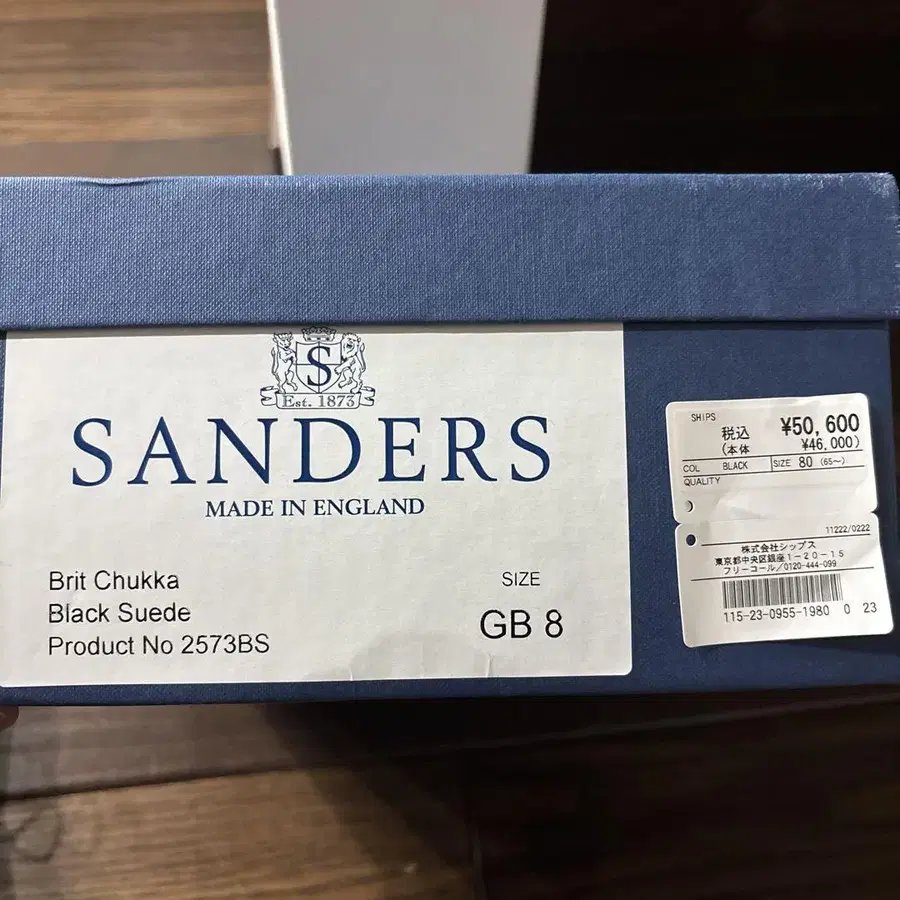 S
Est. 1873
SANDERS
MADE IN ENGLAND
Brit Chukka
Black Suede
Product No 2573BS
SIZE
GB 8
SHIPS
税込 ¥50,600
(本体 ¥46,000)
COL BLACK SIZE 80 (65~)
QUALITY
11222/0222
株式会社シップス
東京都中央区銀座1-20-15
フリーコール/0120-444-099
115-23-0955-1980 0 23